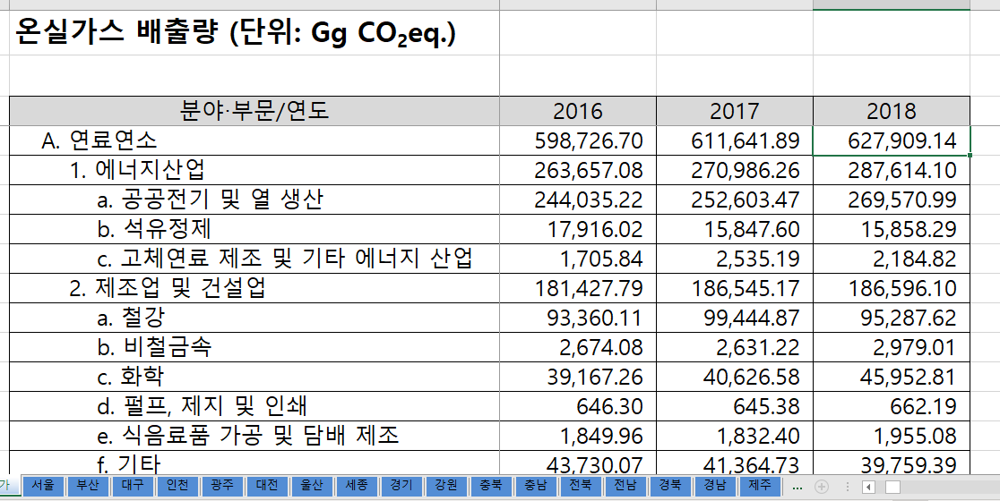 온실가스 배출량 (단위: Gg CO₂eq.)
분야·부문/연도 2016 2017 2018
A. 연료연소 598,726.70 611,641.89 627,909.14
1. 에너지산업 263,657.08 270,986.26 287,614.10
a. 공공전기 및 열 생산 244,035.22 252,603.47 269,570.99
b. 석유정제 17,916.02 15,847.60 15,858.29
c. 고체연료 제조 및 기타 에너지 산업 1,705.84 2,535.19 2,184.82
2. 제조업 및 건설업 181,427.79 186,545.17 186,596.10
a. 철강 93,360.11 99,444.87 95,287.62
b. 비철금속 2,674.08 2,631.22 2,979.01
c. 화학 39,167.26 40,626.58 45,952.81
d. 펄프, 제지 및 인쇄 646.30 645.38 662.19
e. 식음료품 가공 및 담배 제조 1,849.96 1,832.40 1,955.08
f. 기타 43,730.07 41,364.73 39,759.39
가 서울 부산 대구 인천 광주 대전 울산 세종 경기 강원 충북 충남 전북 전남 경북 경남 제주 ...